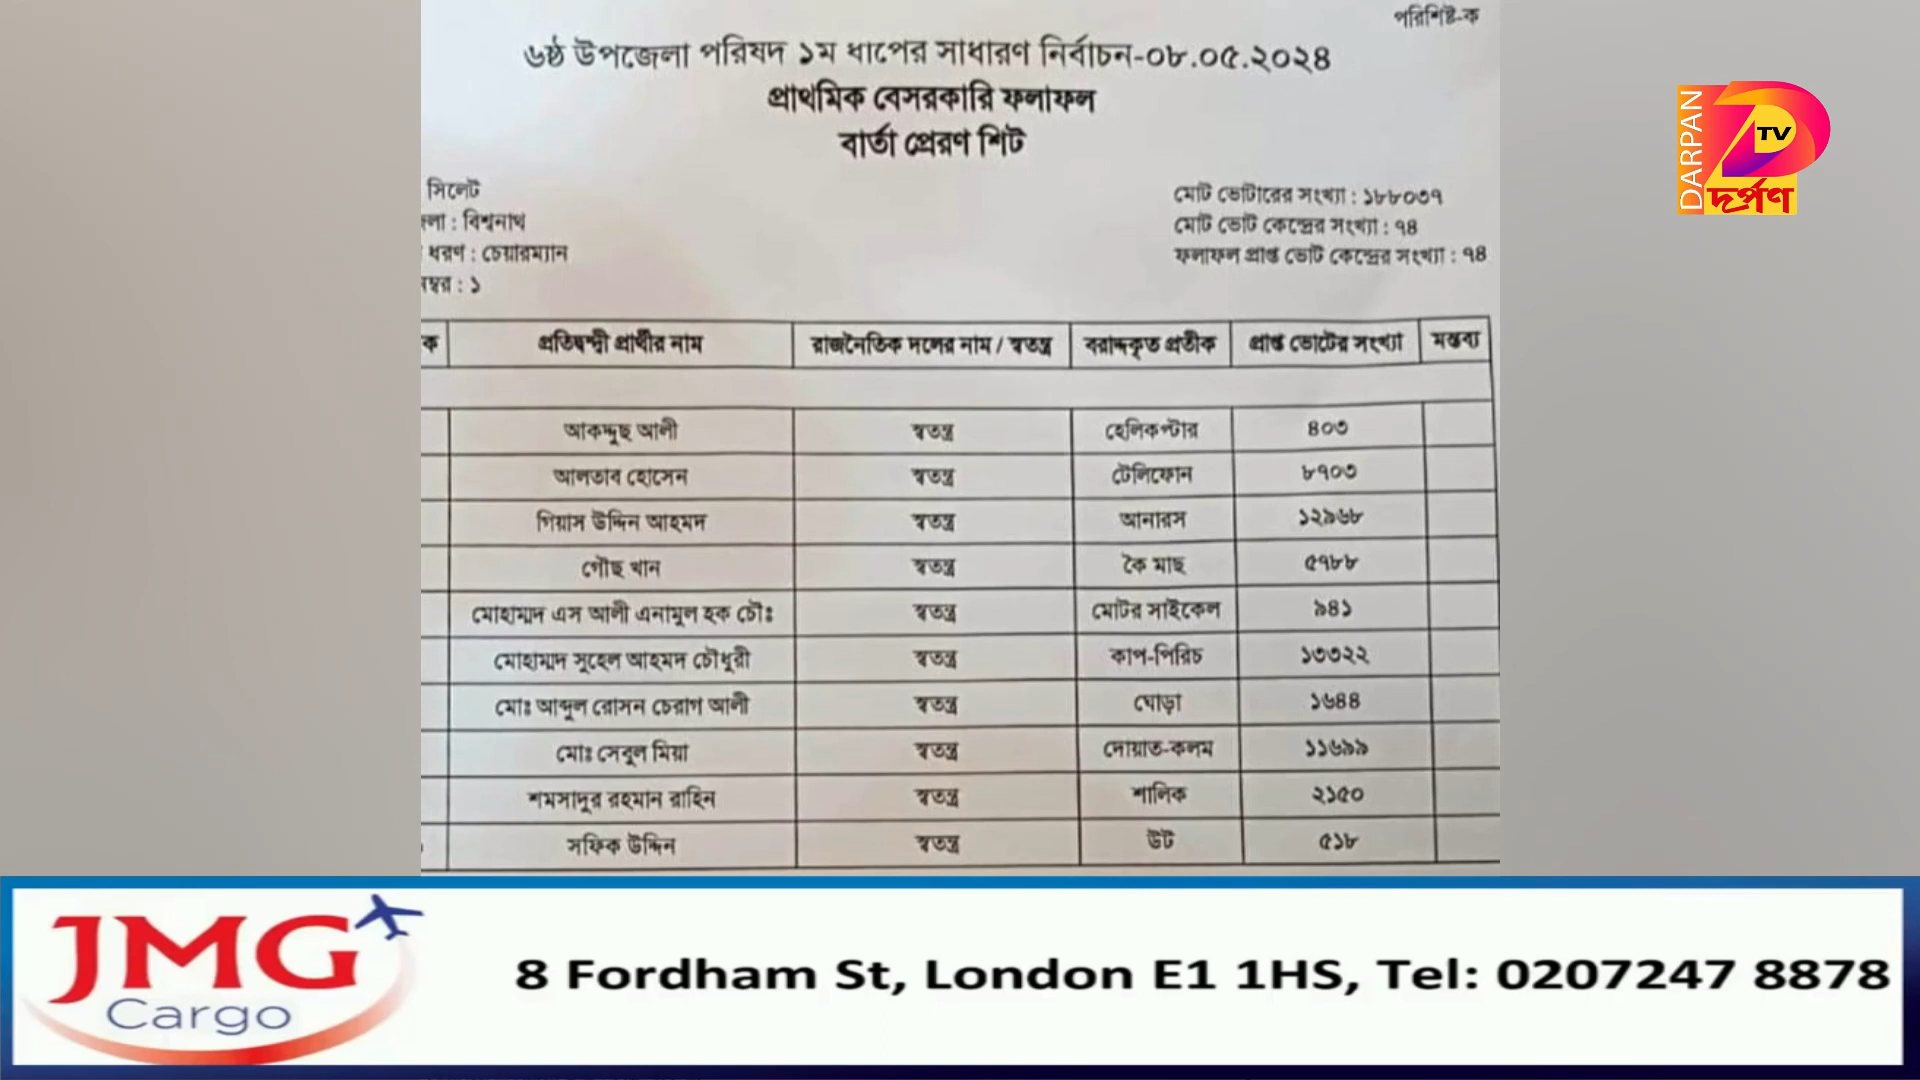 পরিশিষ্ট-ক
৬ষ্ঠ উপজেলা পরিষদ ১ম ধাপের সাধারণ নির্বাচন-০৮.০৫.২০২৪
প্রাথমিক বেসরকারি ফলাফল
বার্তা প্রেরণ শিট
সিলেট
লা : বিশ্বনাথ
ধরণ : চেয়ারম্যান
ম্বর : ১
মোট ভোটারের সংখ্যা : ১৮৮০৩৭
মোট ভোট কেন্দ্রের সংখ্যা : ৭৪
ফলাফল প্রাপ্ত ভোট কেন্দ্রের সংখ্যা : ৭৪
ক প্রতিদ্বন্দ্বী প্রার্থীর নাম রাজনৈতিক দলের নাম / স্বতন্ত্র বরাদ্দকৃত প্রতীক প্রাপ্ত ভোটের সংখ্যা মন্তব্য
আকদ্দুছ আলী স্বতন্ত্র হেলিকপ্টার ৪০৩
আলতাব হোসেন স্বতন্ত্র টেলিফোন ৮৭০৩
গিয়াস উদ্দিন আহমদ স্বতন্ত্র আনারস ১২৯৬৮
গৌছ খান স্বতন্ত্র কৈ মাছ ৫৭৮৮
মোহাম্মদ এস আলী এনামুল হক চৌঃ স্বতন্ত্র মোটর সাইকেল ৯৪১
মোহাম্মদ সুহেল আহমদ চৌধুরী স্বতন্ত্র কাপ-পিরিচ ১৩৩২২
মোঃ আব্দুল রোসন চেরাগ আলী স্বতন্ত্র ঘোড়া ১৬৪৪
মোঃ সেবুল মিয়া স্বতন্ত্র দোয়াত-কলম ১১৬৯৯
শমসাদুর রহমান রাহিন স্বতন্ত্র শালিক ২১৫০
সফিক উদ্দিন স্বতন্ত্র উট ৫১৮
DARPAN
TV
দর্পণ
JMG
Cargo
8 Fordham St, London E1 1HS, Tel: 0207247 8878